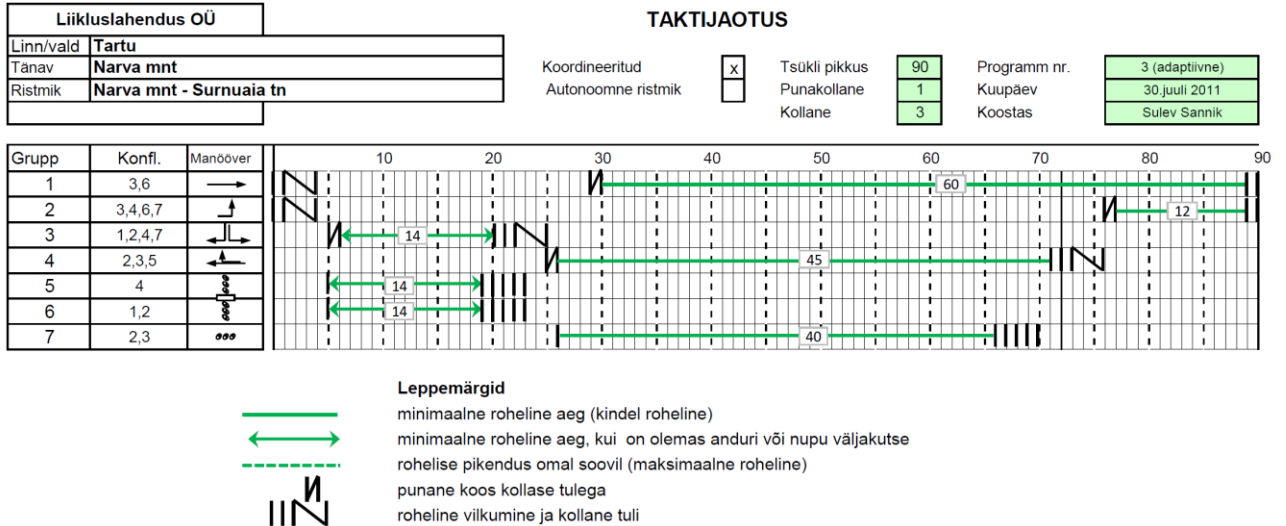 Liikluslahendus OÜ
TAKTIJAOTUS
Linn/vald Tartu
Tänav Narva mnt
Ristmik Narva mnt - Surnuaia tn
Koordineeritud x Tsükli pikkus 90 Programm nr. 3 (adaptiivne)
Autonoomne ristmik Punakollane 1 Kuupäev 30.juuli 2011
Kollane 3 Koostas Sulev Sannik
Grupp Konfl. Manööver 10 20 30 40 50 60 70 80 90
1 3,6 60
2 3,4,6,7 12
3 1,2,4,7 14
4 2,3,5 45
5 4 14
6 1,2 14
7 2,3 40
Leppemärgid
minimaalne roheline aeg (kindel roheline)
minimaalne roheline aeg, kui on olemas anduri või nupu väljakutse
rohelise pikendus omal soovil (maksimaalne roheline)
punane koos kollase tulega
roheline vilkumine ja kollane tuli